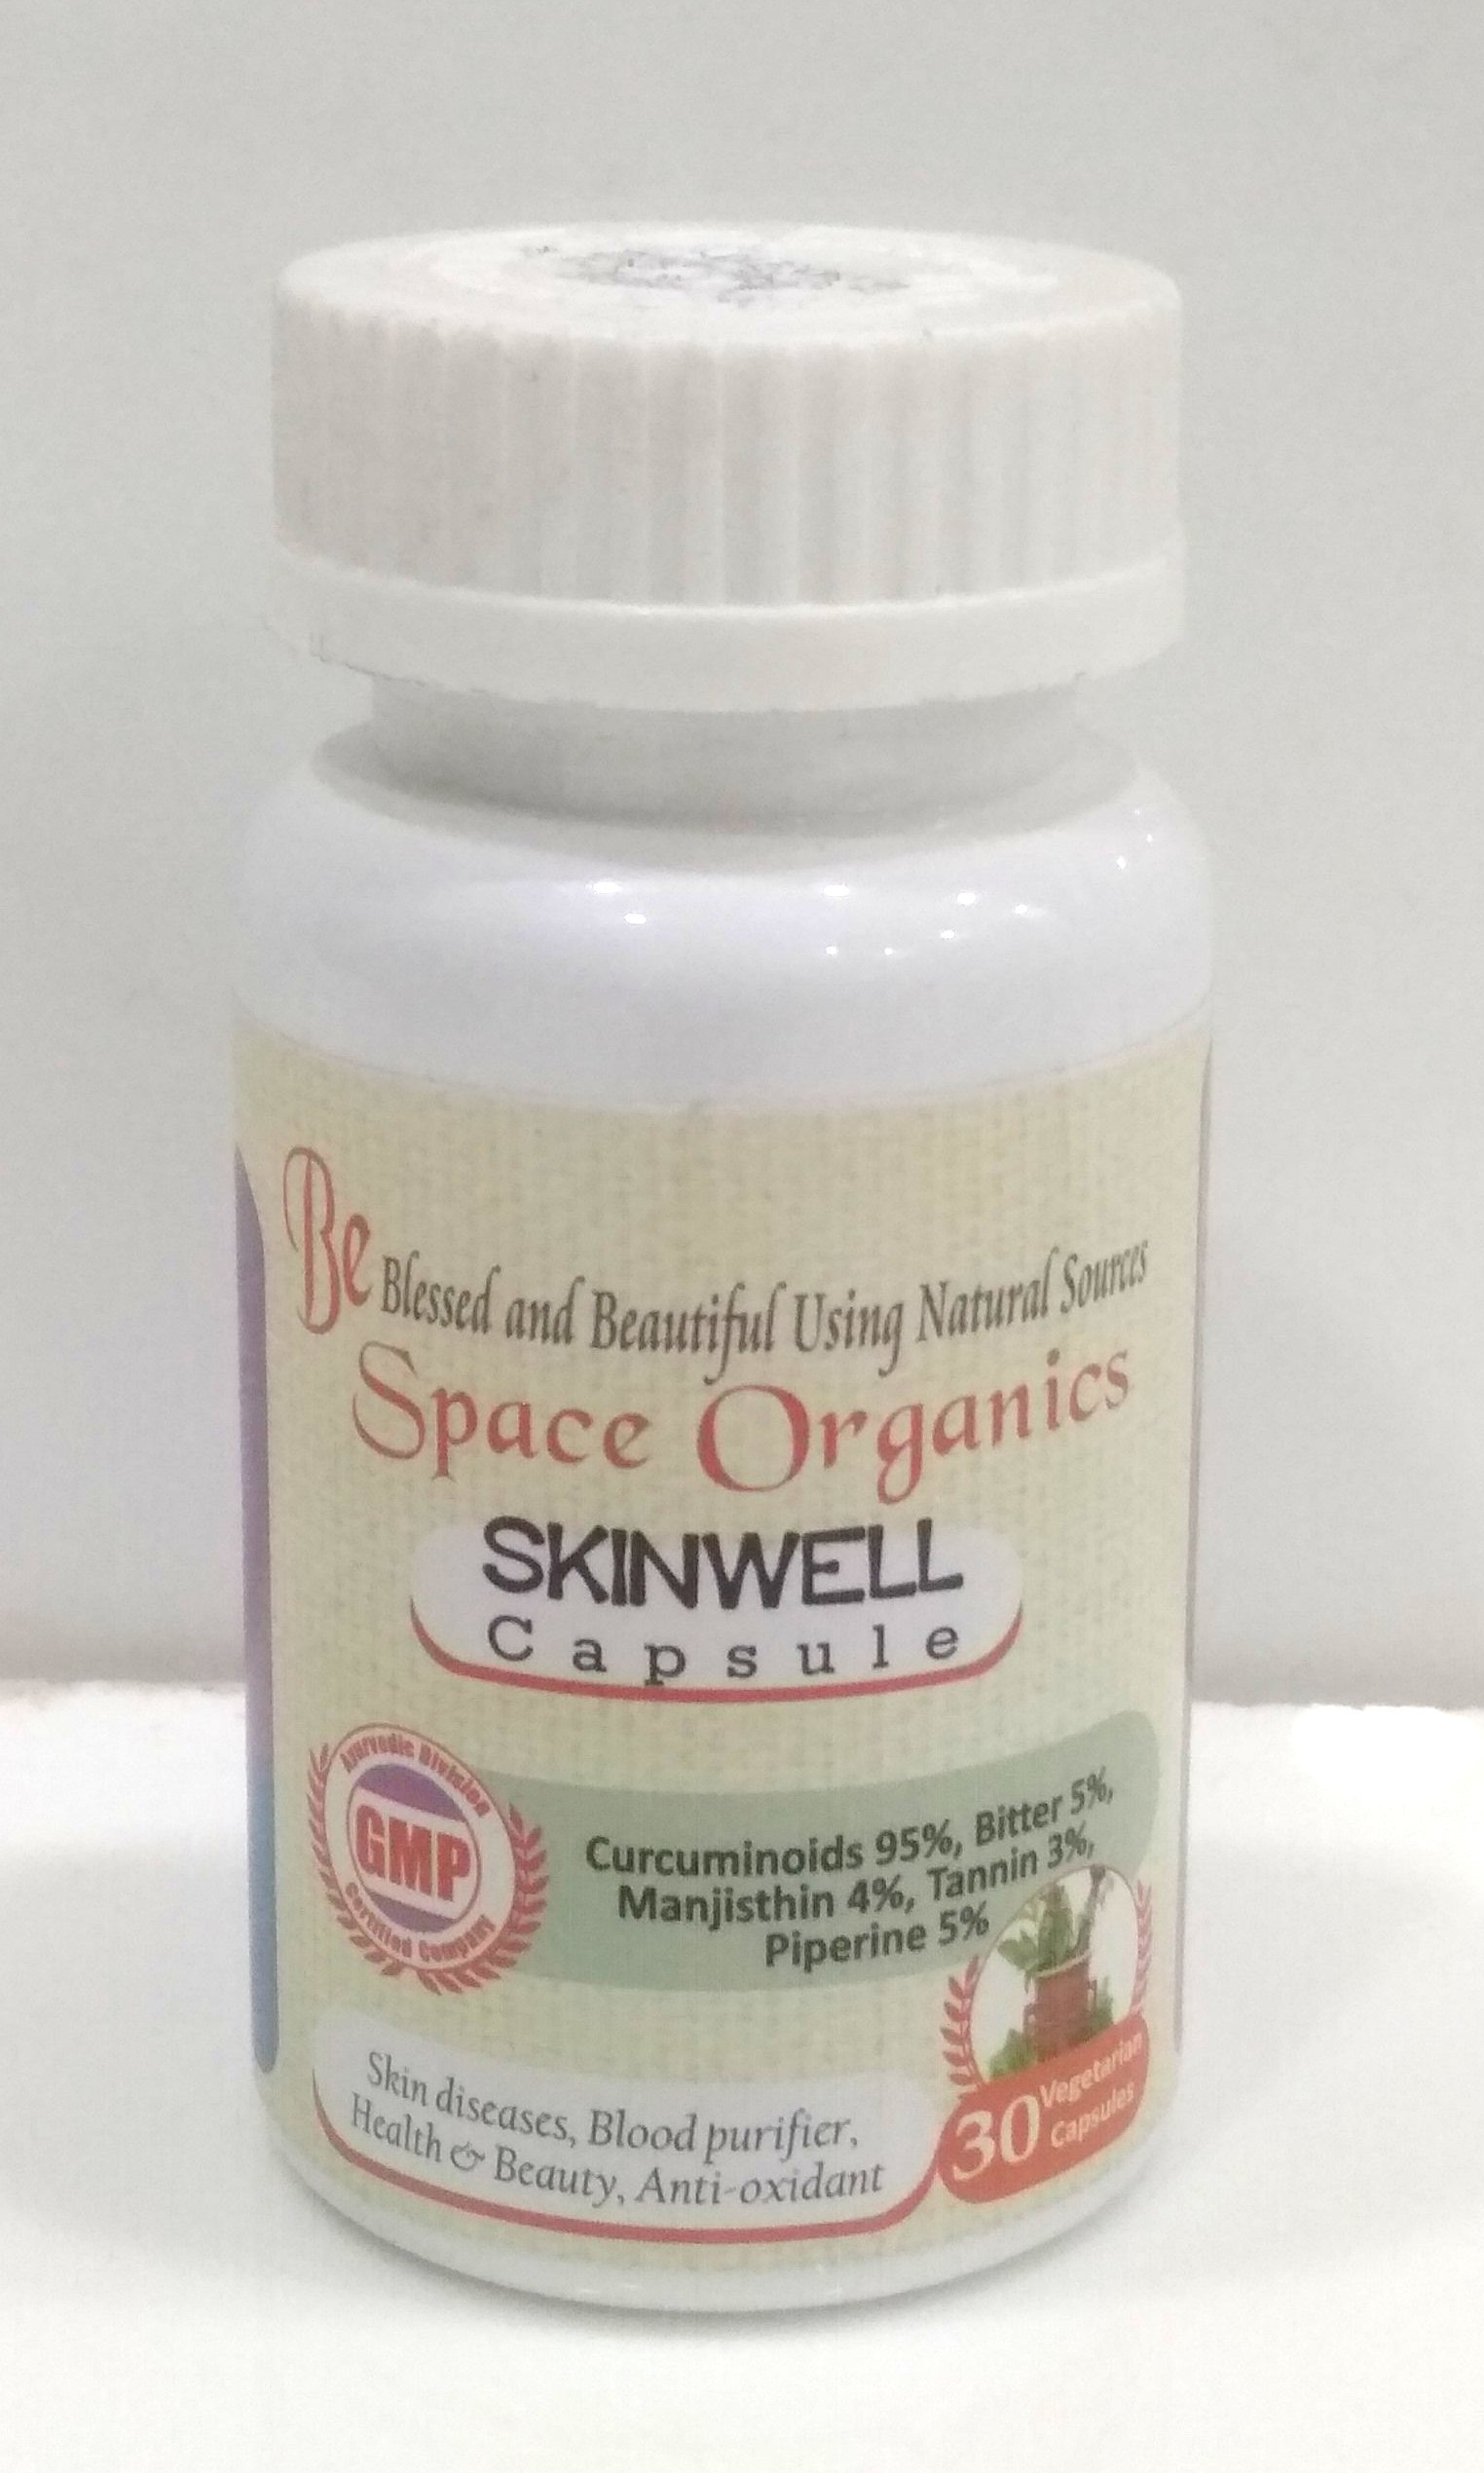 Be Blessed and Beautiful Using Natural Sources
Space Organics
SKINWELL
Capsule
Ayurvedic Division
GMP
Certified Company
Curcuminoids 95%, Bitter 5%,
Manjisthin 4%, Tannin 3%,
Piperine 5%
Skin diseases, Blood purifier,
Health & Beauty, Anti-oxidant
30 Vegetarian
Capsules